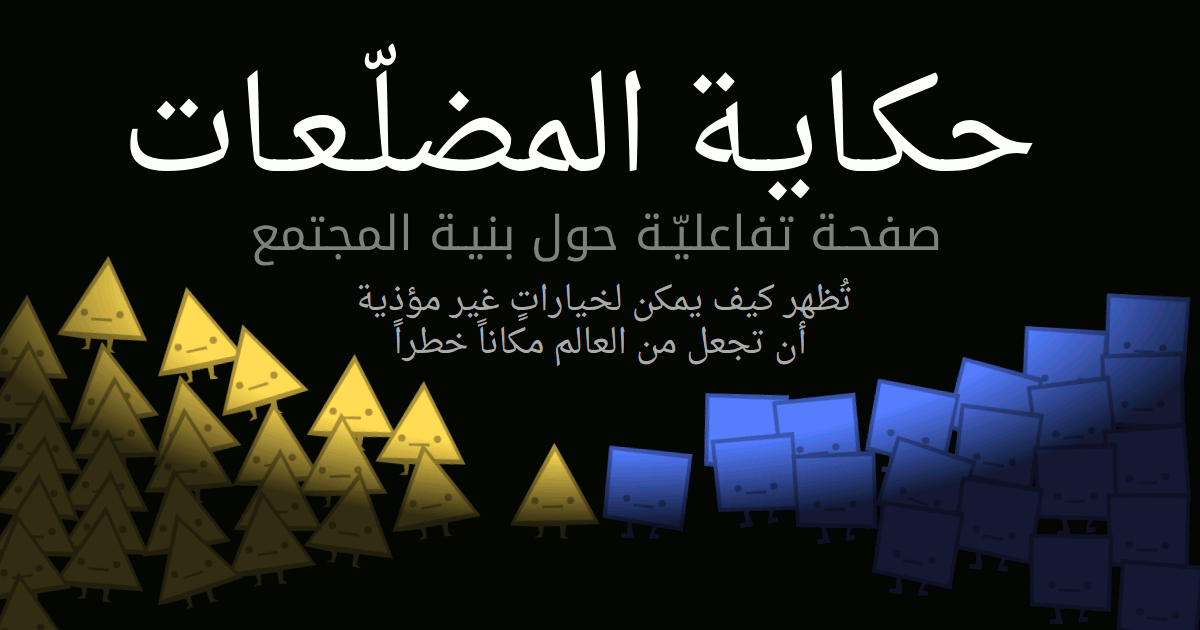 حكاية المضلّعات
صفحة تفاعليّة حول بنية المجتمع
تُظهر كيف يمكن لخياراتٍ غير مؤذية
أن تجعل من العالم مكاناً خطراً